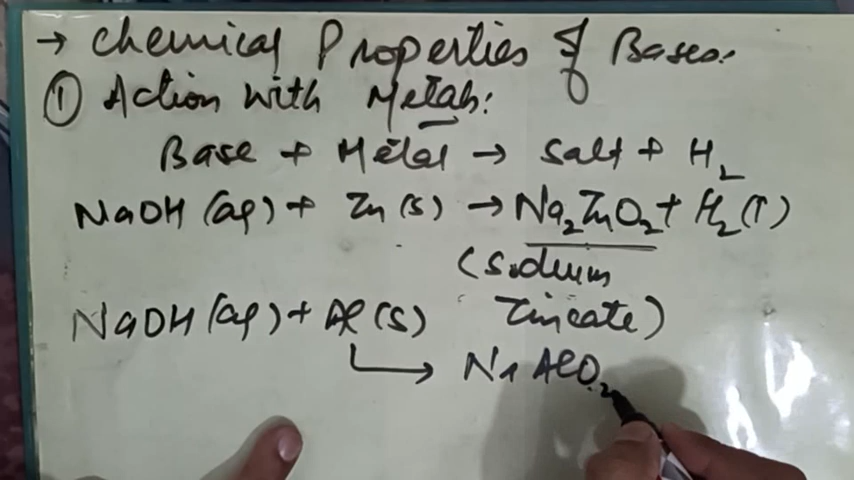 → Chemical Properties of Bases:
① Action with Metals:
Base + Metal → Salt + H₂
NaOH (aq) + Zn (s) → Na₂ZnO₂ + H₂(↑)
(Sodium
Zincate)
NaOH (aq) + Al (s)
→ NaAlO₂